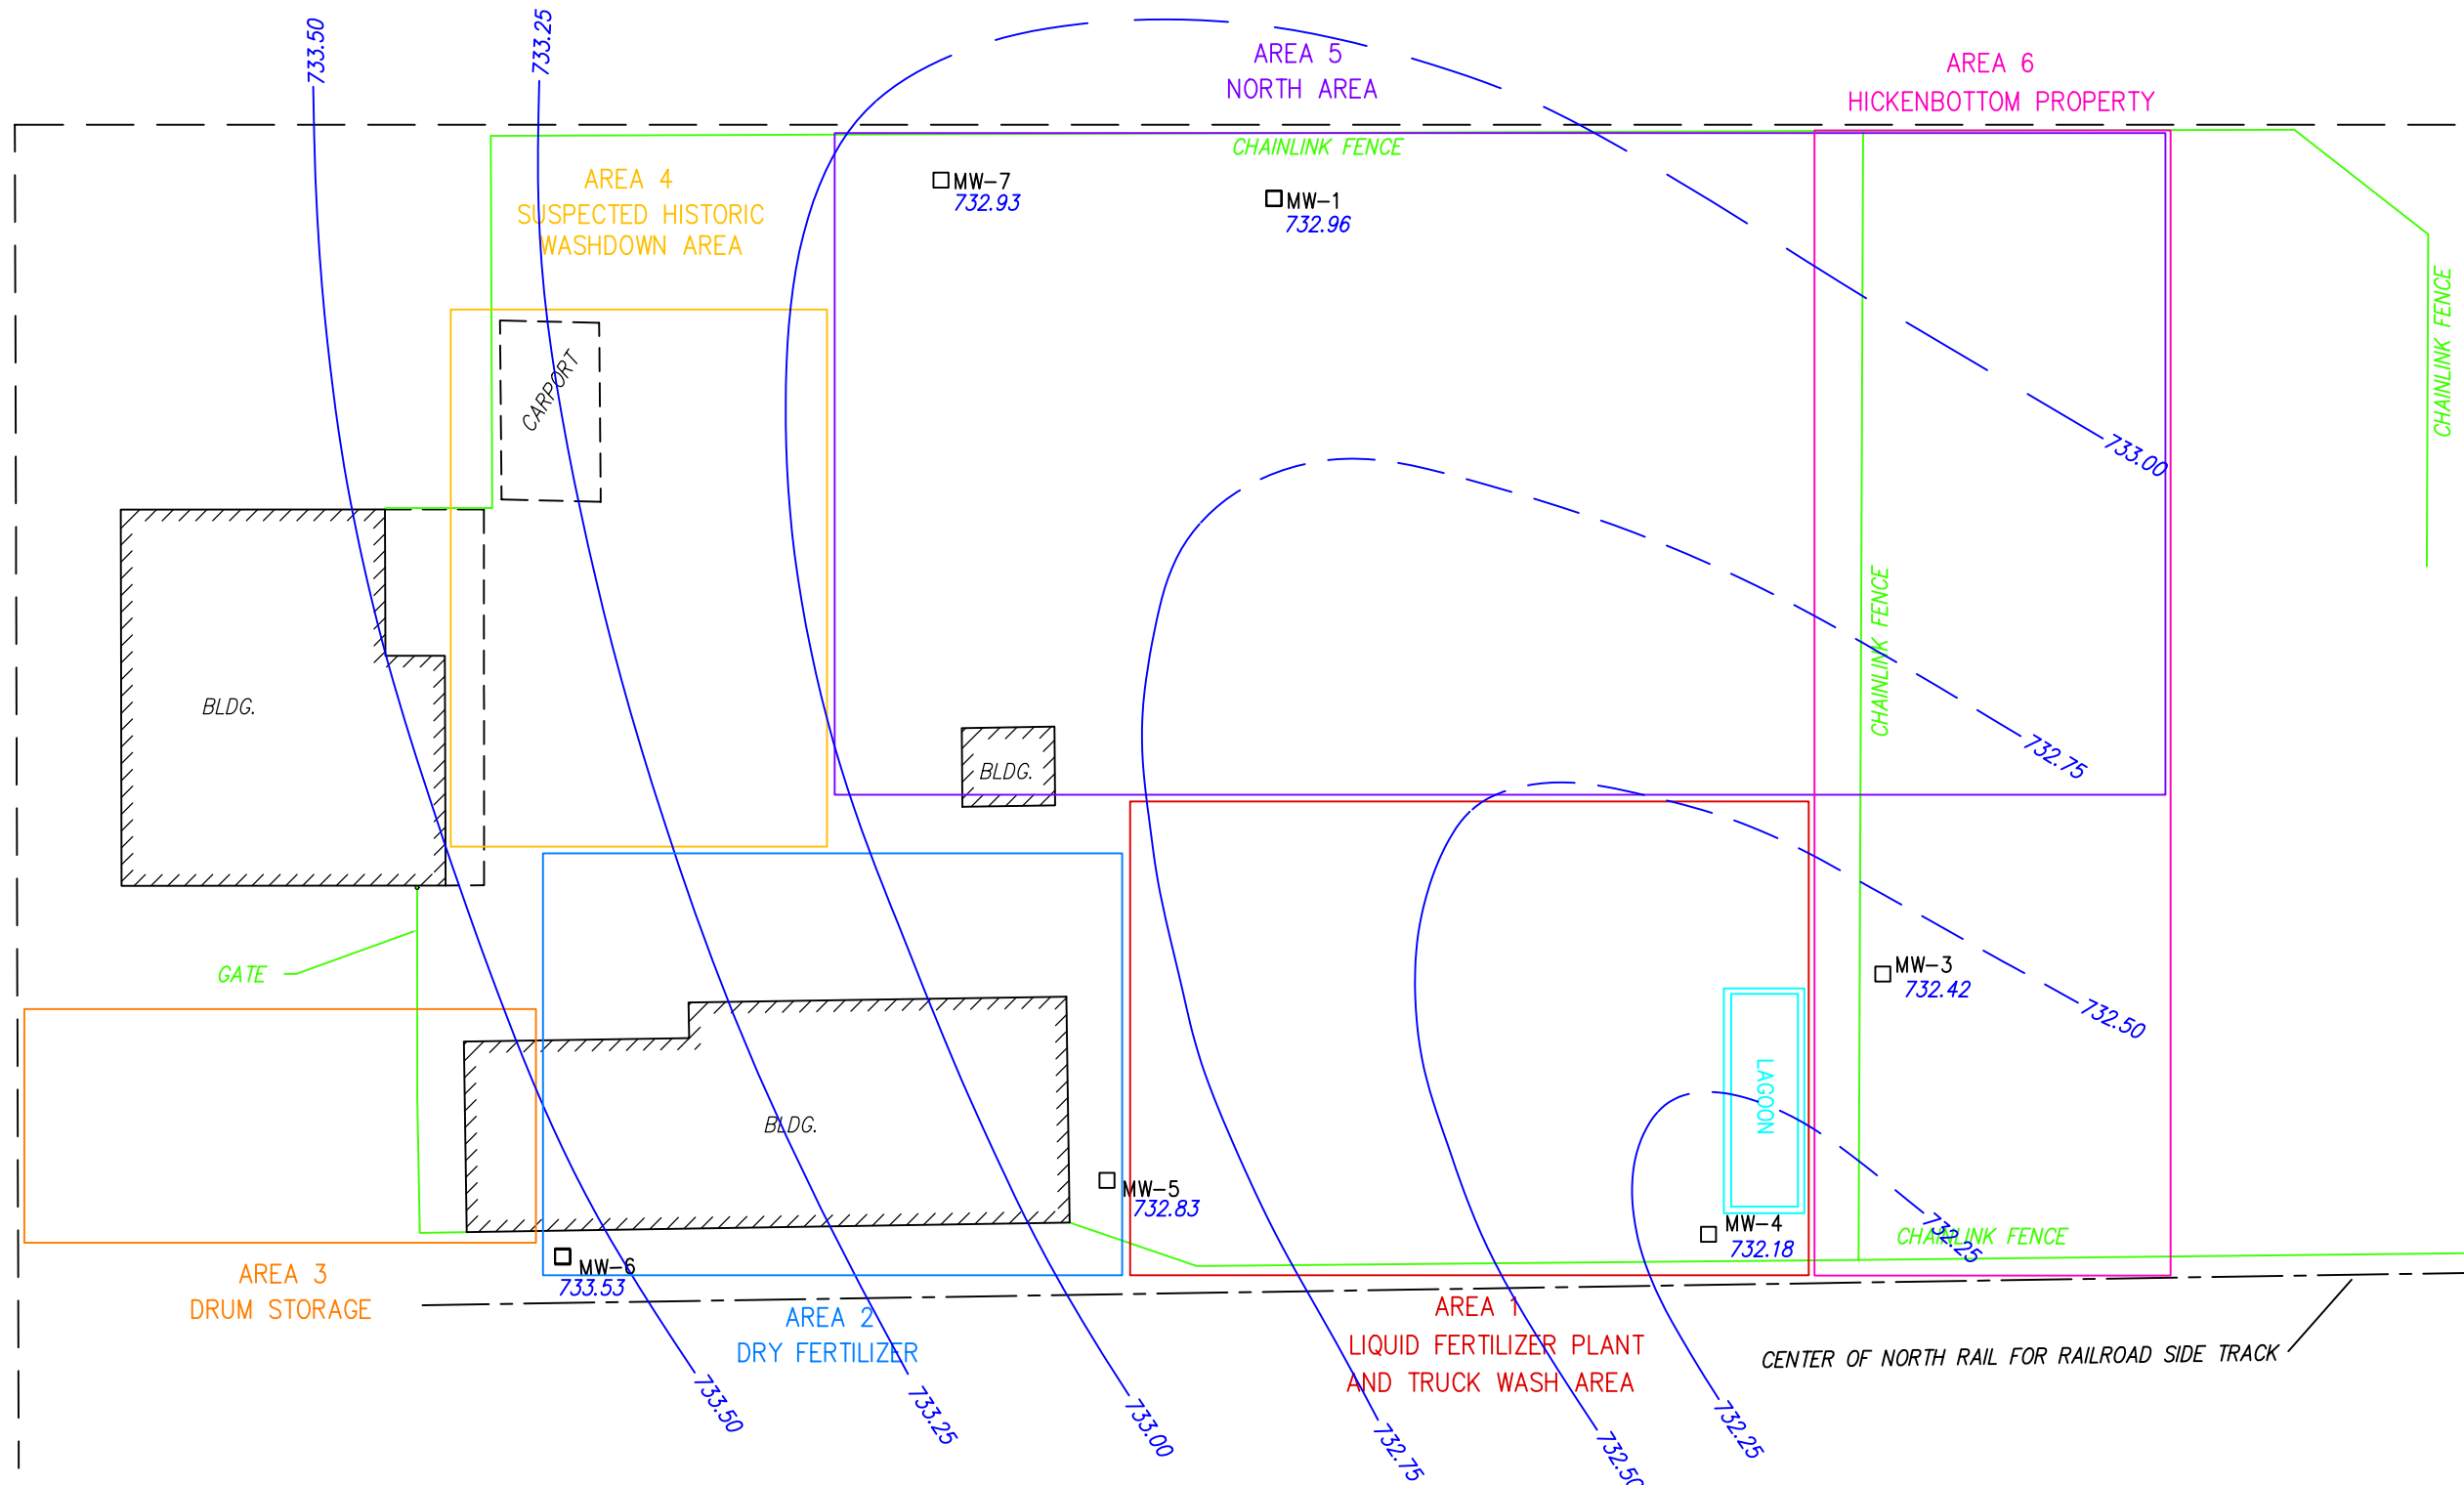 733.50
733.25
AREA 5
NORTH AREA
AREA 6
HICKENBOTTOM PROPERTY
CHAINLINK FENCE
AREA 4
SUSPECTED HISTORIC
WASHDOWN AREA
MW-7
732.93
MW-1
732.96
CHAINLINK FENCE
CARPORT
733.00
CHAINLINK FENCE
BLDG.
BLDG.
732.75
GATE
MW-3
732.42
732.50
LAGOON
BLDG.
MW-5
732.83
MW-4
732.18
CHAINLINK FENCE
732.25
MW-6
733.53
AREA 3
DRUM STORAGE
AREA 2
DRY FERTILIZER
AREA 1
LIQUID FERTILIZER PLANT
AND TRUCK WASH AREA
CENTER OF NORTH RAIL FOR RAILROAD SIDE TRACK
733.50
733.25
733.00
732.75
732.50
732.25